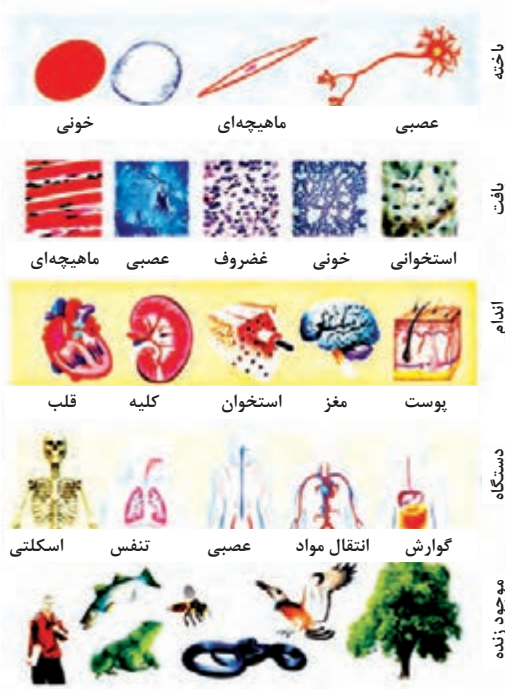 یاخته
عصبی ماهیچه‌ای خونی
بافت
استخوانی خونی غضروف عصبی ماهیچه‌ای
اندام
پوست مغز استخوان کلیه قلب
دستگاه
گوارش انتقال مواد عصبی تنفس اسکلتی
موجود زنده